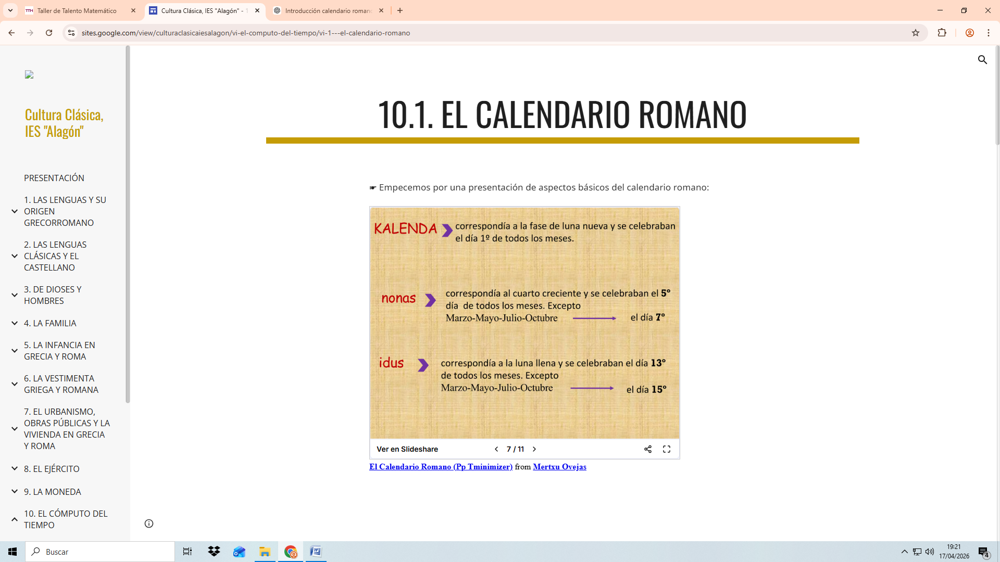 TTM Taller de Talento Matemático
Cultura Clásica, IES "Alagón" - 1
Introducción calendario romano
sites.google.com/view/culturaclasicaiesalagon/vi-el-computo-del-tiempo/vi-1---el-calendario-romano
Cultura Clásica,
IES "Alagón"
PRESENTACIÓN
1. LAS LENGUAS Y SU
ORIGEN
GRECORROMANO
2. LAS LENGUAS
CLÁSICAS Y EL
CASTELLANO
3. DE DIOSES Y
HOMBRES
4. LA FAMILIA
5. LA INFANCIA EN
GRECIA Y ROMA
6. LA VESTIMENTA
GRIEGA Y ROMANA
7. EL URBANISMO,
OBRAS PÚBLICAS Y LA
VIVIENDA EN GRECIA
Y ROMA
8. EL EJÉRCITO
9. LA MONEDA
10. EL CÓMPUTO DEL
TIEMPO
10.1. EL CALENDARIO ROMANO
☛ Empecemos por una presentación de aspectos básicos del calendario romano:
KALENDA correspondía a la fase de luna nueva y se celebraban
el día 1º de todos los meses.
nonas correspondía al cuarto creciente y se celebraban el 5º
día de todos los meses. Excepto
Marzo-Mayo-Julio-Octubre el día 7º
idus correspondía a la luna llena y se celebraban el día 13º
de todos los meses. Excepto
Marzo-Mayo-Julio-Octubre el día 15º
Ver en Slideshare 7 / 11
El Calendario Romano (Pp Tminimizer) from Mertxu Ovejas
Buscar
19:21
17/04/2026
4